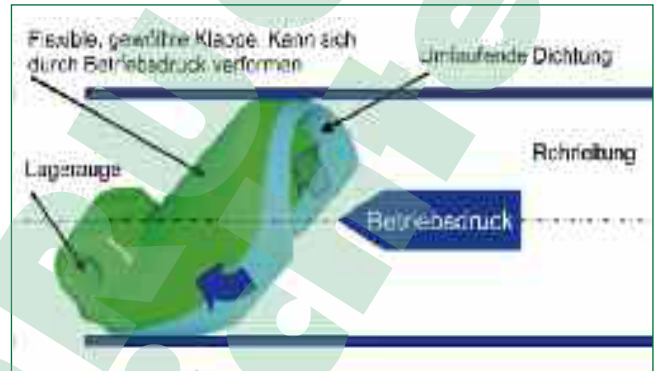 Flexible, gewölbte Klappe. Kann sich
durch Betriebsdruck verformen
Umlaufende Dichtung
Lagerauge
Rohrleitung
Betriebsdruck